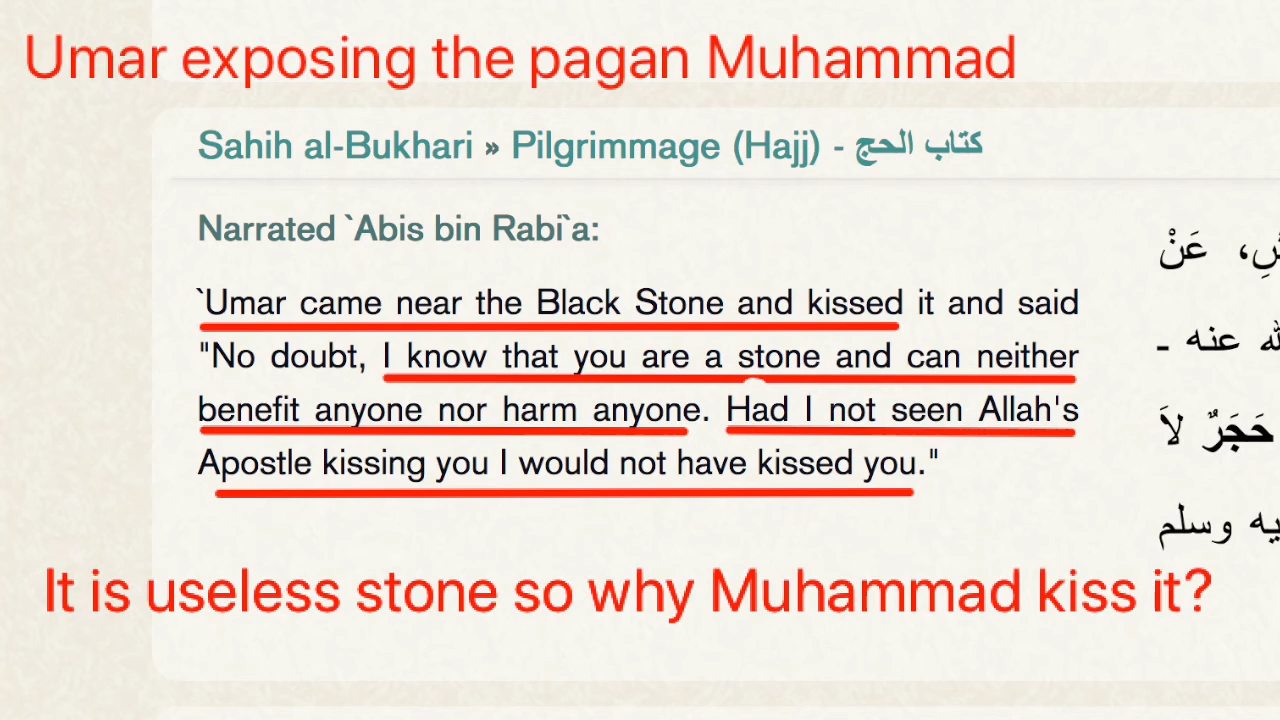 Umar exposing the pagan Muhammad
Sahih al-Bukhari » Pilgrimmage (Hajj) - كتاب الحج
Narrated `Abis bin Rabi`a:
`Umar came near the Black Stone and kissed it and said
"No doubt, I know that you are a stone and can neither
benefit anyone nor harm anyone. Had I not seen Allah's
Apostle kissing you I would not have kissed you."
عَنْ
عنه ـ
حَجَرٌ لاَ
وسلم
It is useless stone so why Muhammad kiss it?